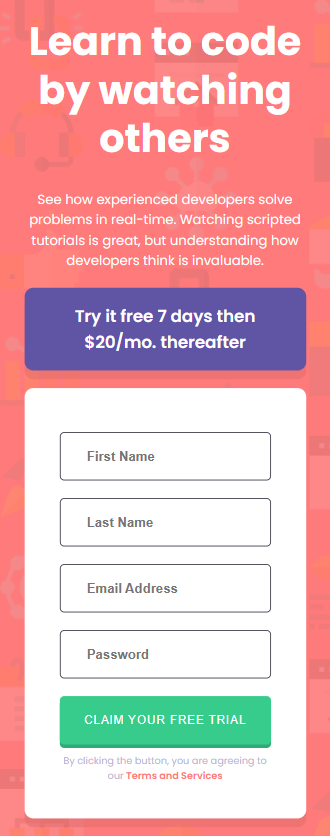 Learn to code
by watching
others
See how experienced developers solve
problems in real-time. Watching scripted
tutorials is great, but understanding how
developers think is invaluable.
Try it free 7 days then
$20/mo. thereafter
First Name
Last Name
Email Address
Password
CLAIM YOUR FREE TRIAL
By clicking the button, you are agreeing to
our Terms and Services